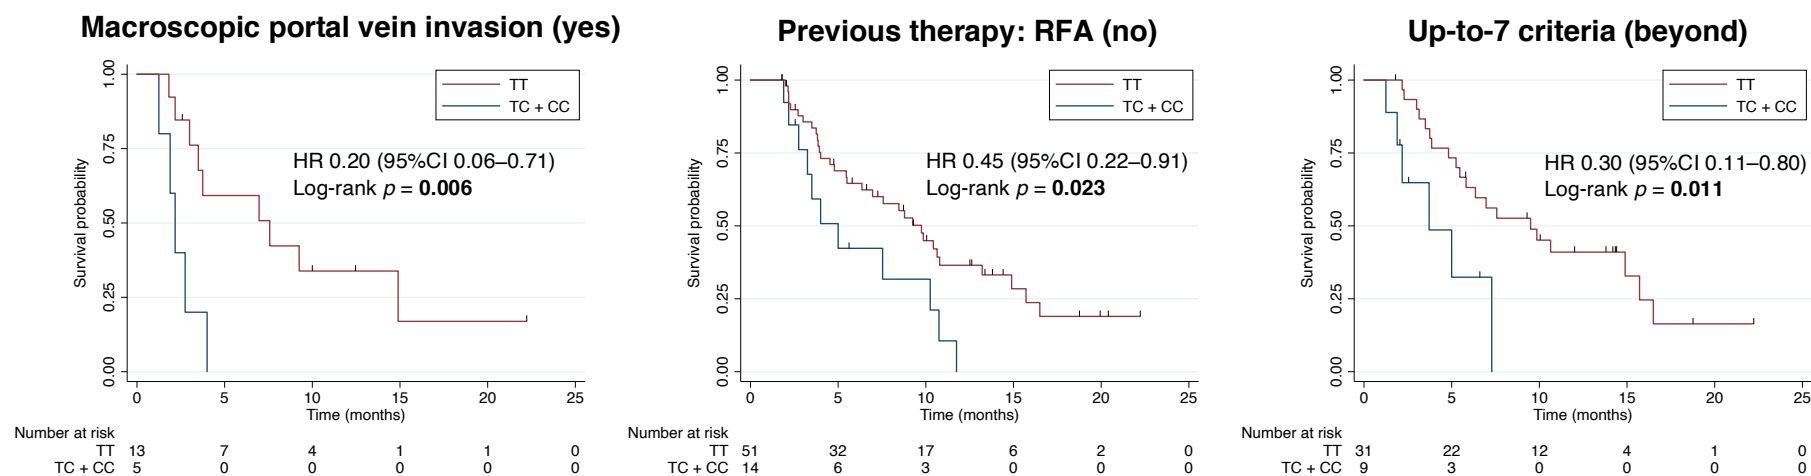 Macroscopic portal vein invasion (yes)
TT
TC + CC
HR 0.20 (95%CI 0.06–0.71)
Log-rank p = 0.006
Survival probability
1.00
0.75
0.50
0.25
0.00
0 5 10 15 20 25
Time (months)
Number at risk
TT 13 7 4 1 1 0
TC + CC 5 0 0 0 0 0
Previous therapy: RFA (no)
TT
TC + CC
HR 0.45 (95%CI 0.22–0.91)
Log-rank p = 0.023
Survival probability
1.00
0.75
0.50
0.25
0.00
0 5 10 15 20 25
Time (months)
Number at risk
TT 51 32 17 6 2 0
TC + CC 14 6 3 0 0 0
Up-to-7 criteria (beyond)
TT
TC + CC
HR 0.30 (95%CI 0.11–0.80)
Log-rank p = 0.011
Survival probability
1.00
0.75
0.50
0.25
0.00
0 5 10 15 20 25
Time (months)
Number at risk
TT 31 22 12 4 1 0
TC + CC 9 3 0 0 0 0